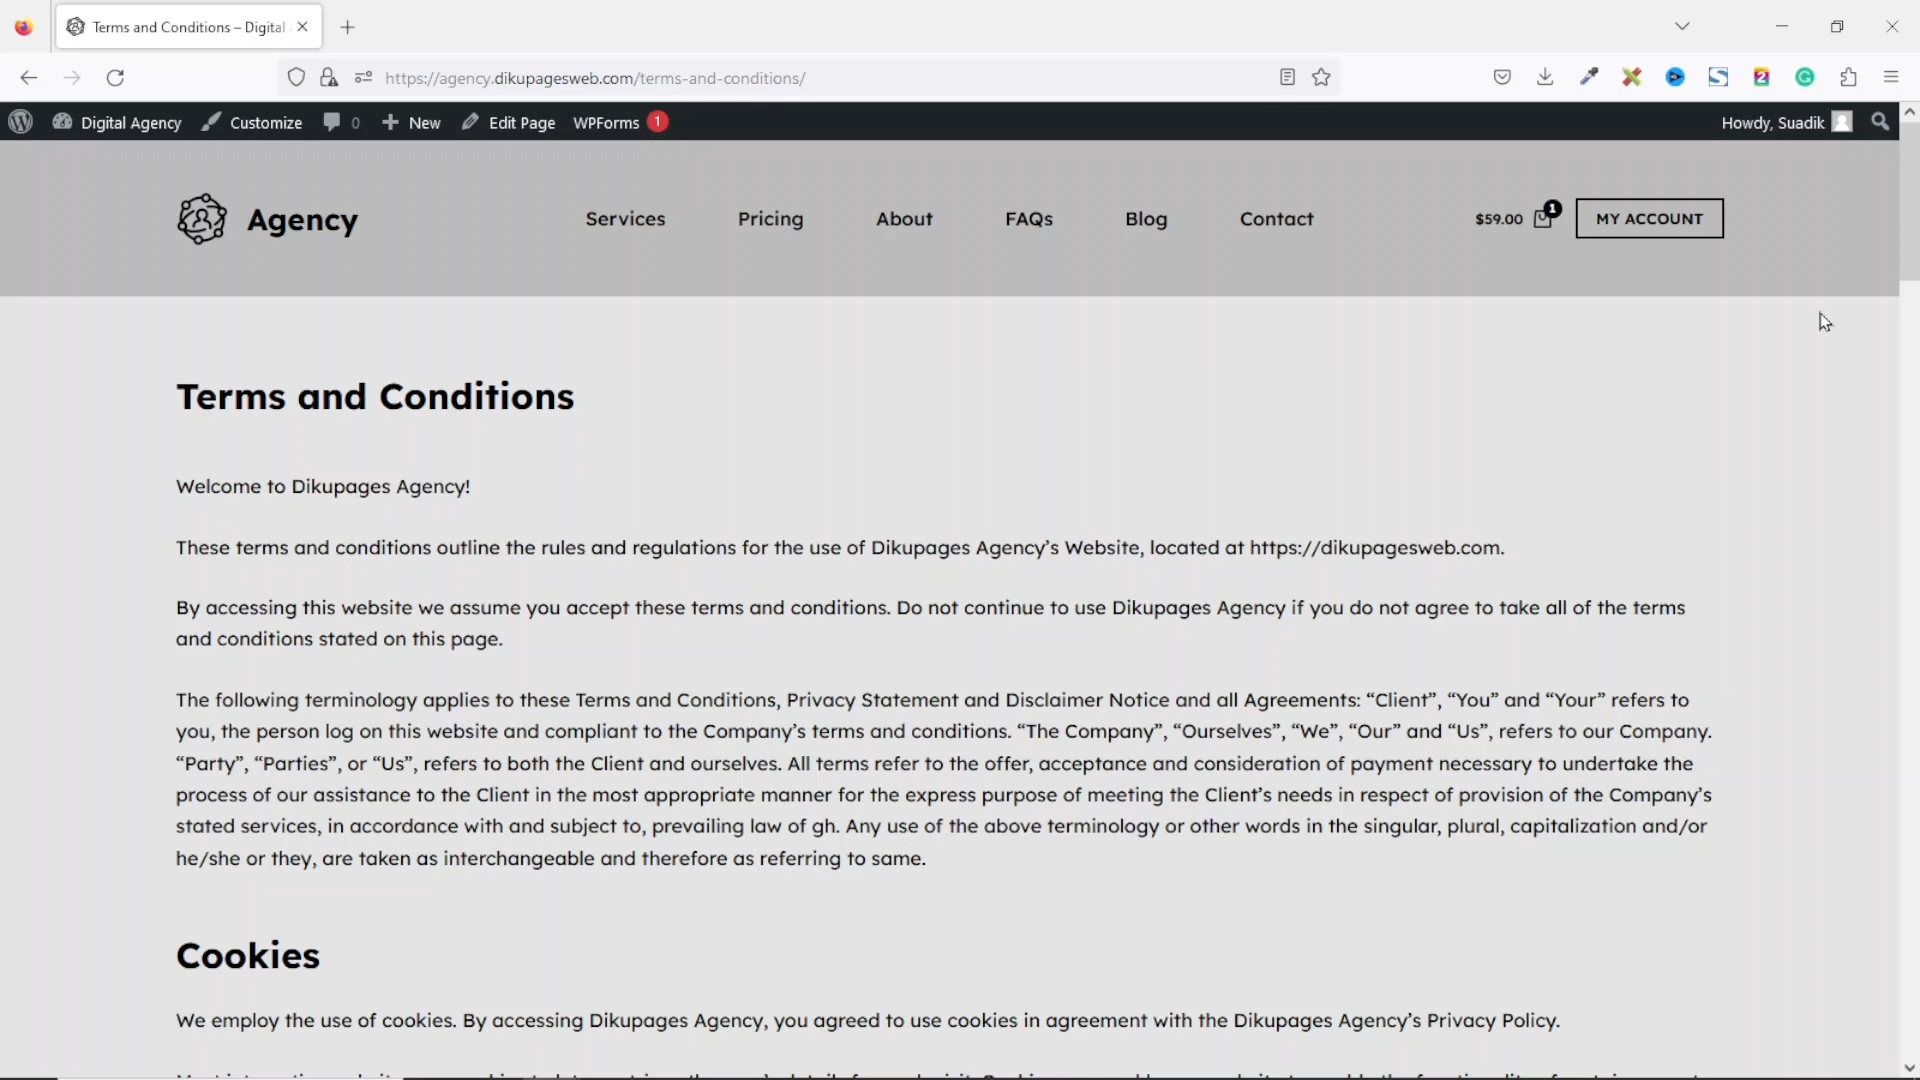 Terms and Conditions – Digital
https://agency.dikupagesweb.com/terms-and-conditions/
Digital Agency Customize 0 New Edit Page WPForms 1 Howdy, Suadik
Agency Services Pricing About FAQs Blog Contact $59.00 1 MY ACCOUNT
Terms and Conditions
Welcome to Dikupages Agency!
These terms and conditions outline the rules and regulations for the use of Dikupages Agency’s Website, located at https://dikupagesweb.com.
By accessing this website we assume you accept these terms and conditions. Do not continue to use Dikupages Agency if you do not agree to take all of the terms
and conditions stated on this page.
The following terminology applies to these Terms and Conditions, Privacy Statement and Disclaimer Notice and all Agreements: “Client”, “You” and “Your” refers to
you, the person log on this website and compliant to the Company’s terms and conditions. “The Company”, “Ourselves”, “We”, “Our” and “Us”, refers to our Company.
“Party”, “Parties”, or “Us”, refers to both the Client and ourselves. All terms refer to the offer, acceptance and consideration of payment necessary to undertake the
process of our assistance to the Client in the most appropriate manner for the express purpose of meeting the Client’s needs in respect of provision of the Company’s
stated services, in accordance with and subject to, prevailing law of gh. Any use of the above terminology or other words in the singular, plural, capitalization and/or
he/she or they, are taken as interchangeable and therefore as referring to same.
Cookies
We employ the use of cookies. By accessing Dikupages Agency, you agreed to use cookies in agreement with the Dikupages Agency’s Privacy Policy.